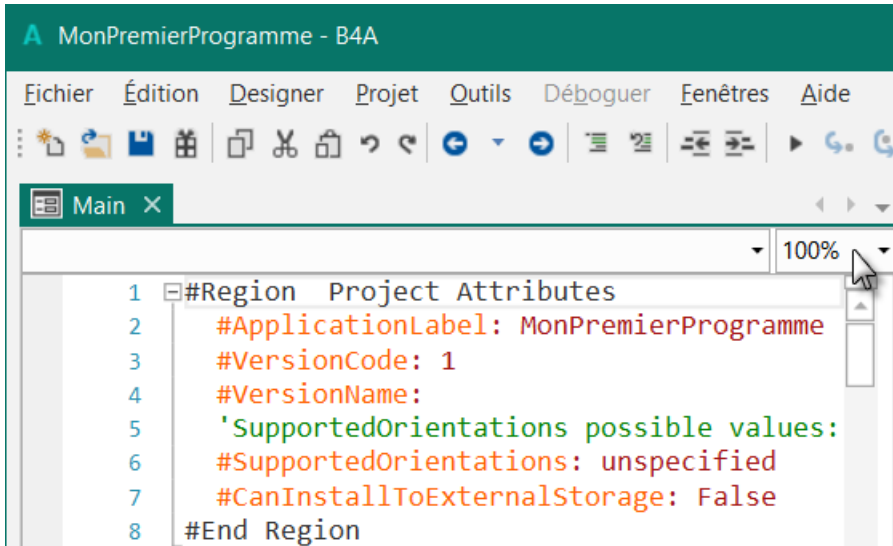 MonPremierProgramme - B4A
Fichier Édition Designer Projet Outils Déboguer Fenêtres Aide
Main
100%
1 #Region  Project Attributes
2 #ApplicationLabel: MonPremierProgramme
3 #VersionCode: 1
4 #VersionName:
5 'SupportedOrientations possible values:
6 #SupportedOrientations: unspecified
7 #CanInstallToExternalStorage: False
8 #End Region